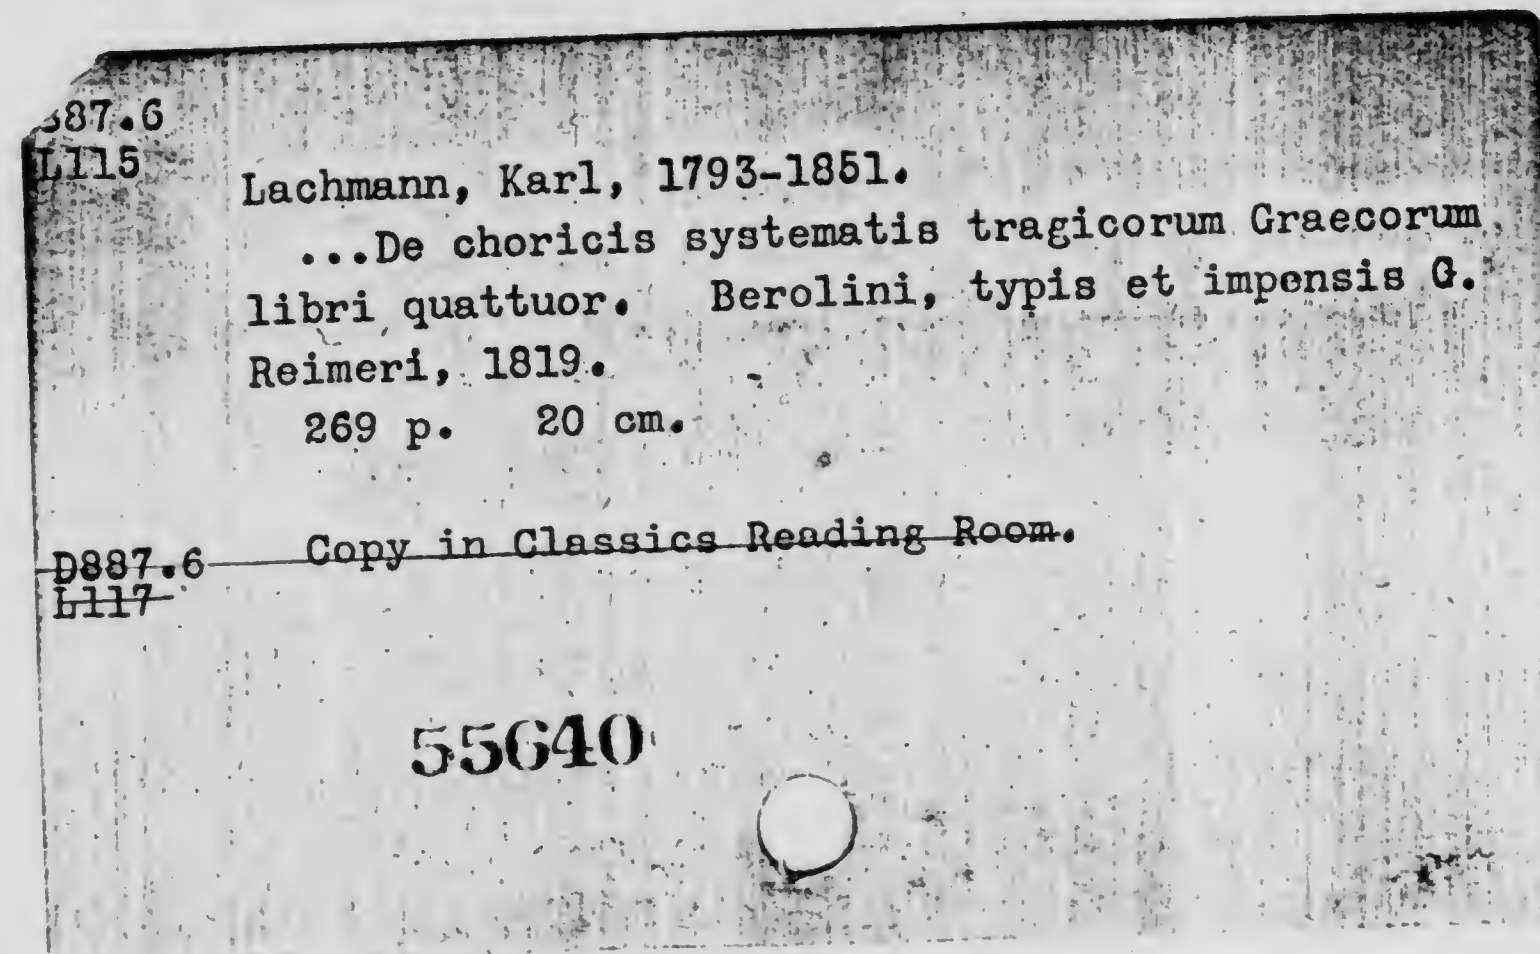 887.6
L115
Lachmann, Karl, 1793-1851.
...De choricis systematis tragicorum Graecorum
libri quattuor. Berolini, typis et impensis G.
Reimeri, 1819.
269 p. 20 cm.
D887.6 Copy in Classics Reading Room.
L117
55640